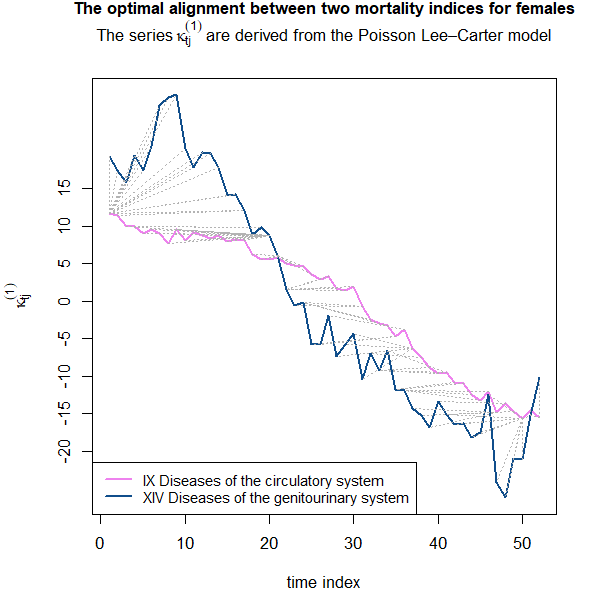 The optimal alignment between two mortality indices for females
The series κ_tj^(1) are derived from the Poisson Lee–Carter model
κ_tj^(1)
15
10
5
0
-5
-10
-15
-20
IX Diseases of the circulatory system
XIV Diseases of the genitourinary system
0 10 20 30 40 50
time index